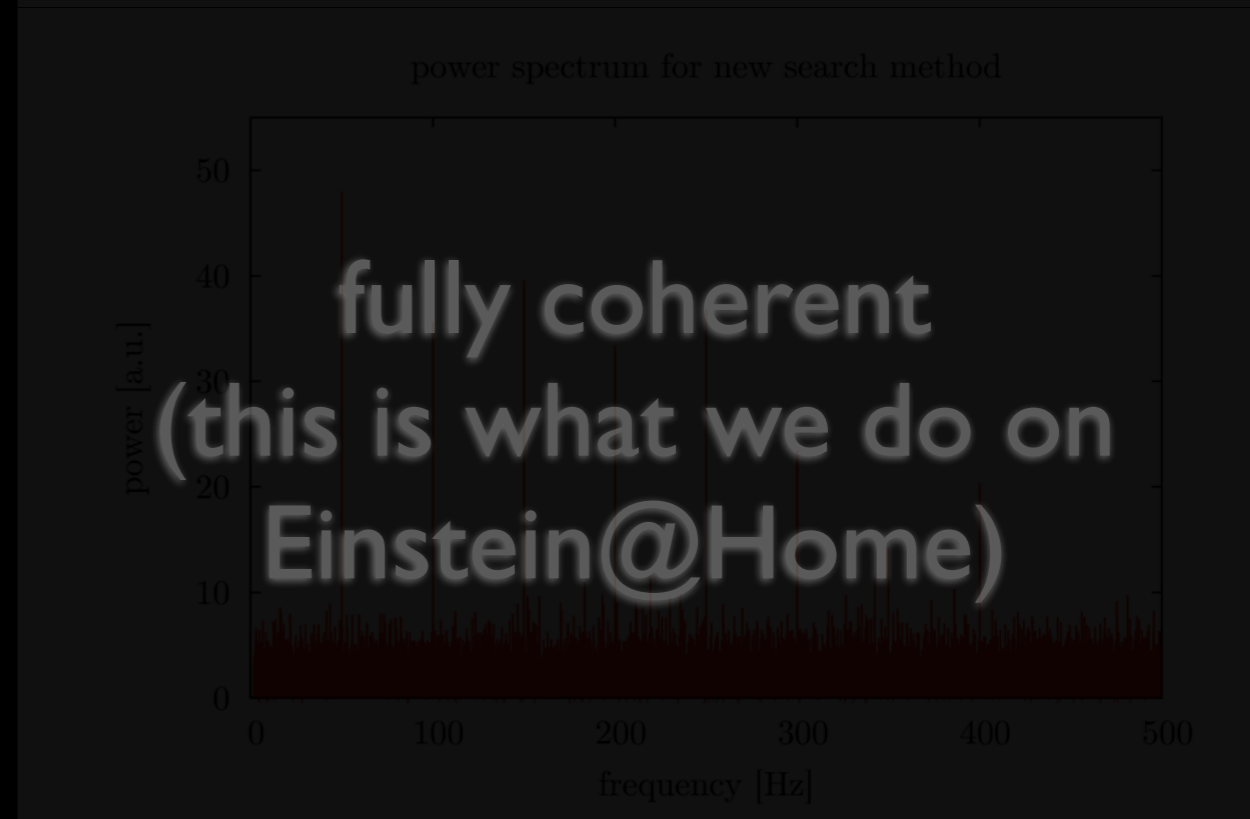 power spectrum for new search method
50
40
30
20
10
0
power [a.u.]
fully coherent
(this is what we do on
Einstein@Home)
0 100 200 300 400 500
frequency [Hz]